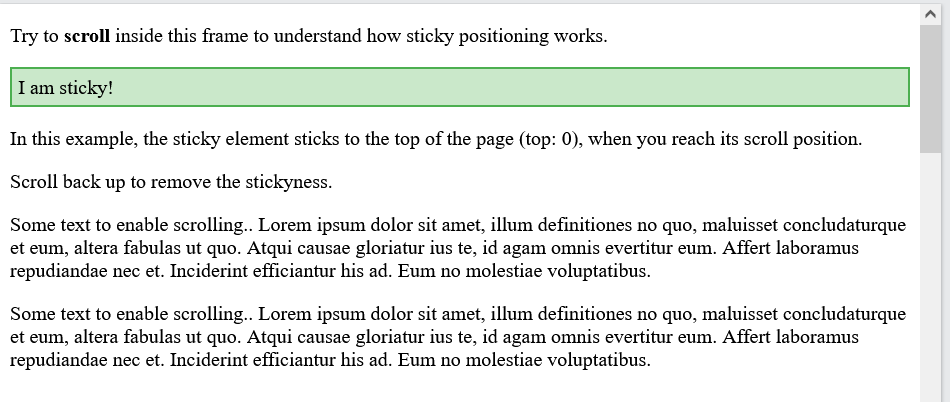 Try to scroll inside this frame to understand how sticky positioning works.
I am sticky!
In this example, the sticky element sticks to the top of the page (top: 0), when you reach its scroll position.
Scroll back up to remove the stickyness.
Some text to enable scrolling.. Lorem ipsum dolor sit amet, illum definitiones no quo, maluisset concludaturque
et eum, altera fabulas ut quo. Atqui causae gloriatur ius te, id agam omnis evertitur eum. Affert laboramus
repudiandae nec et. Inciderint efficiantur his ad. Eum no molestiae voluptatibus.
Some text to enable scrolling.. Lorem ipsum dolor sit amet, illum definitiones no quo, maluisset concludaturque
et eum, altera fabulas ut quo. Atqui causae gloriatur ius te, id agam omnis evertitur eum. Affert laboramus
repudiandae nec et. Inciderint efficiantur his ad. Eum no molestiae voluptatibus.